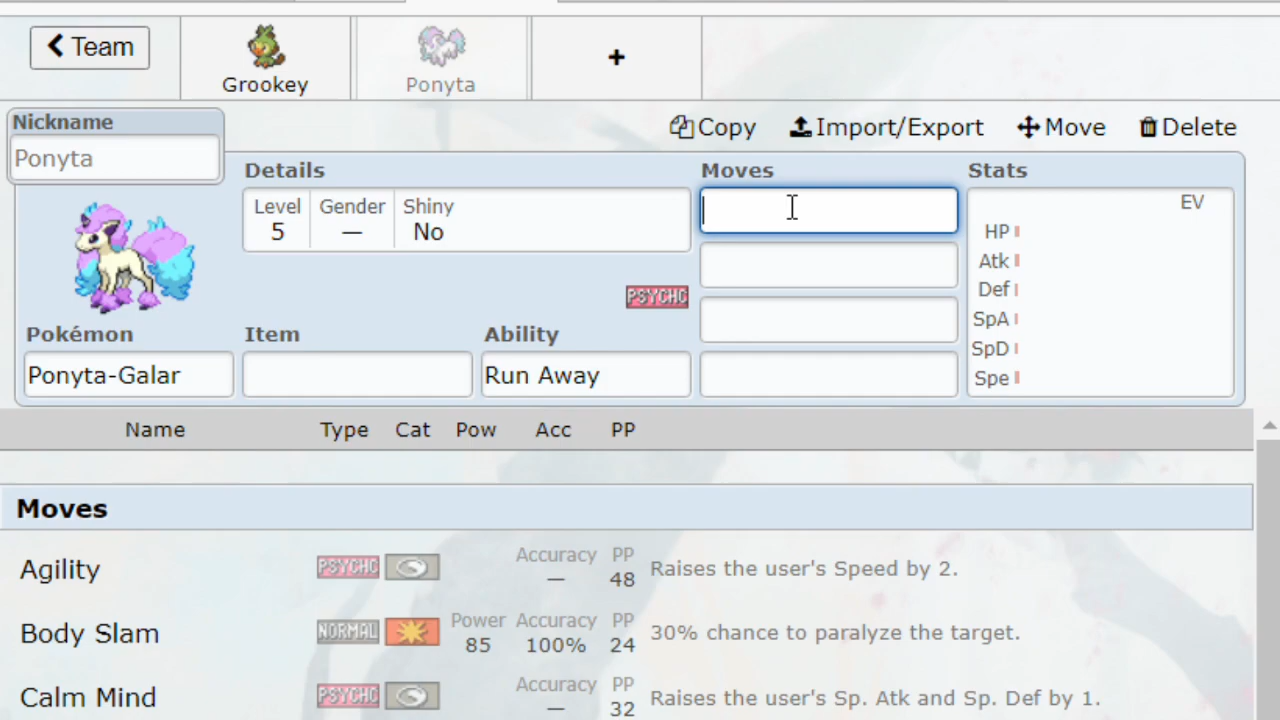 Team
Grookey
Ponyta
+
Nickname
Ponyta
Copy
Import/Export
Move
Delete
Details
Level
5
Gender
—
Shiny
No
PSYCHC
Pokémon
Ponyta-Galar
Item
Ability
Run Away
Moves
Stats
EV
HP
Atk
Def
SpA
SpD
Spe
Name Type Cat Pow Acc PP
Moves
Agility PSYCHC Accuracy — PP 48 Raises the user's Speed by 2.
Body Slam NORMAL Power 85 Accuracy 100% PP 24 30% chance to paralyze the target.
Calm Mind PSYCHC Accuracy — PP 32 Raises the user's Sp. Atk and Sp. Def by 1.